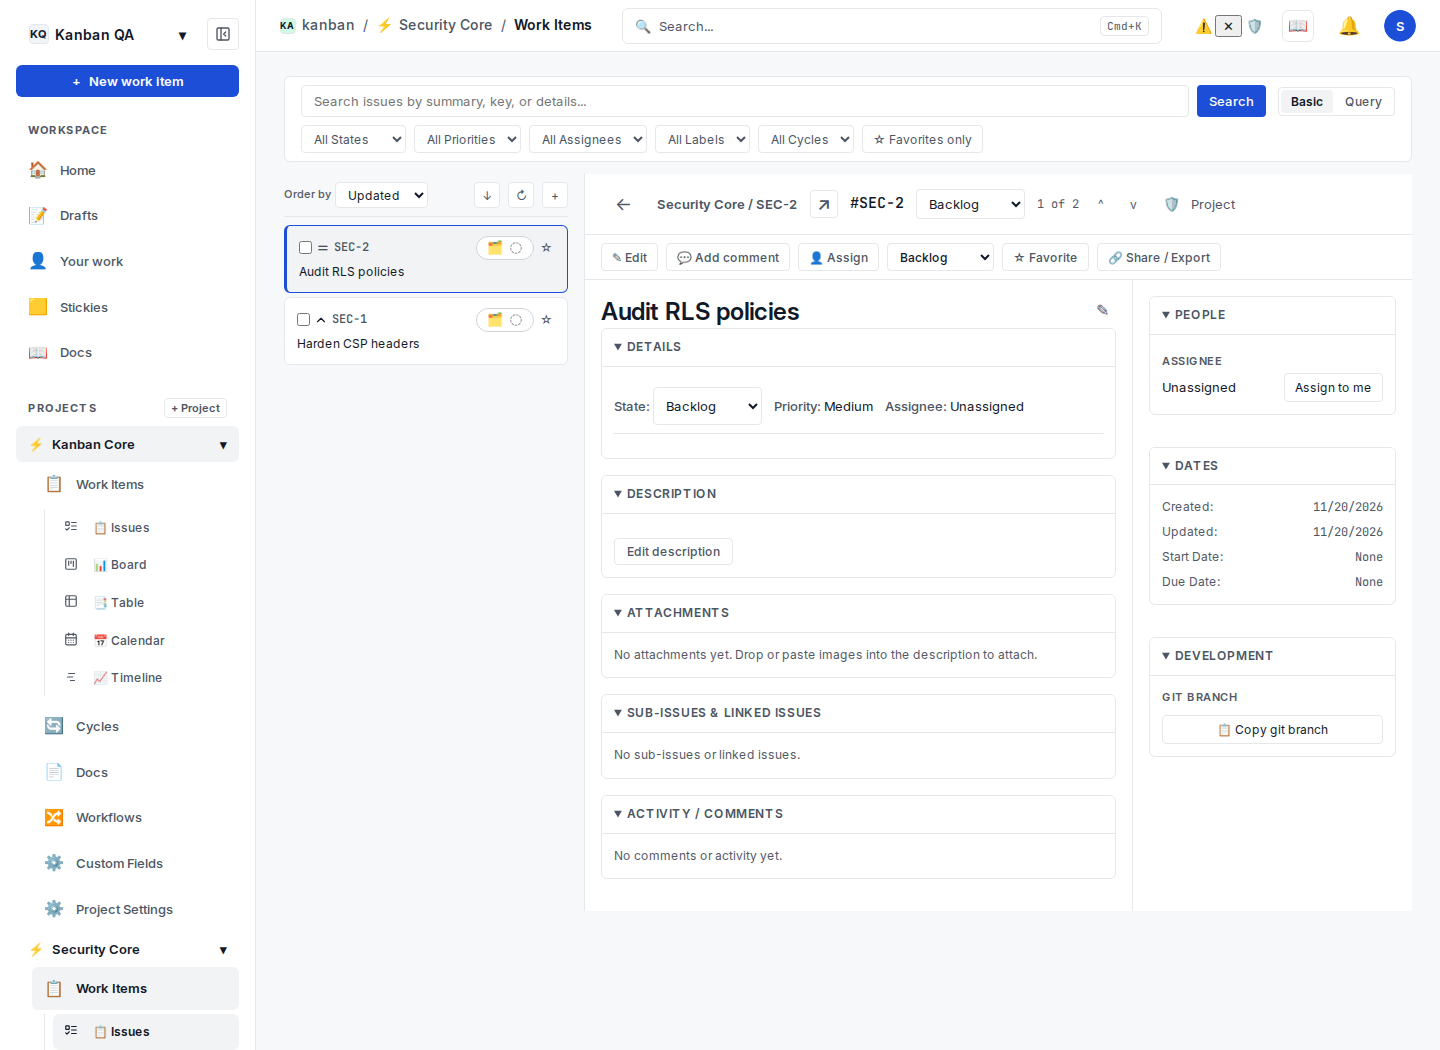 KQ Kanban QA ▾
+ New work item
WORKSPACE
Home
Drafts
Your work
Stickies
Docs
PROJECTS + Project
Kanban Core ▾
Work Items
Issues
Board
Table
Calendar
Timeline
Cycles
Docs
Workflows
Custom Fields
Project Settings
Security Core ▾
Work Items
Issues
KA kanban / Security Core / Work Items
Search... Cmd+K
S
Search issues by summary, key, or details... Search Basic Query
All States All Priorities All Assignees All Labels All Cycles ☆ Favorites only
Order by Updated ↓ ↻ +
SEC-2 ☆
Audit RLS policies
SEC-1 ☆
Harden CSP headers
← Security Core / SEC-2 #SEC-2 Backlog 1 of 2 ^ v Project
✎ Edit Add comment Assign Backlog ☆ Favorite Share / Export
Audit RLS policies ✎
▾ DETAILS
State: Backlog Priority: Medium Assignee: Unassigned
▾ DESCRIPTION
Edit description
▾ ATTACHMENTS
No attachments yet. Drop or paste images into the description to attach.
▾ SUB-ISSUES & LINKED ISSUES
No sub-issues or linked issues.
▾ ACTIVITY / COMMENTS
No comments or activity yet.
▾ PEOPLE
ASSIGNEE
Unassigned Assign to me
▾ DATES
Created: 11/20/2026
Updated: 11/20/2026
Start Date: None
Due Date: None
▾ DEVELOPMENT
GIT BRANCH
Copy git branch